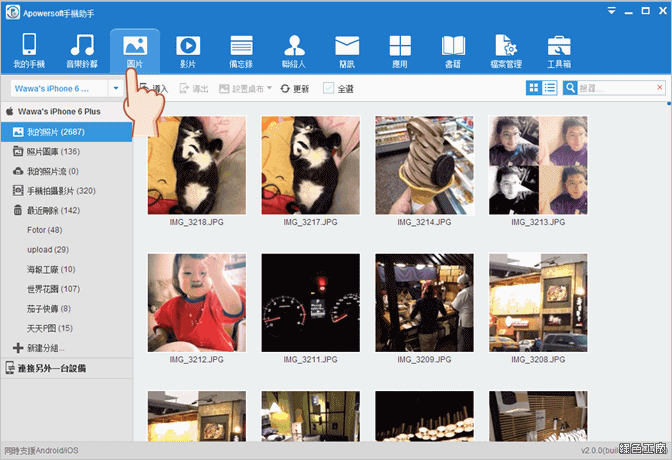 Apowersoft手機助手
我的手機 音樂鈴聲 圖片 影片 備忘錄 聯絡人 簡訊 應用 書籍 檔案管理 工具箱
Wawa's iPhone 6 ... 導入 導出 設置桌布 更新 全選 搜尋...
Wawa's iPhone 6 Plus
我的照片 (2687)
照片圖庫 (136)
我的照片流 (0)
手機拍攝影片 (320)
最近刪除 (142)
Fotor (48)
upload (29)
海銀工廠 (10)
世界花園 (107)
茄子快傳 (8)
天天P图 (15)
新建分組...
連接另外一台設備
IMG_3218.JPG IMG_3217.JPG IMG_3214.JPG IMG_3213.JPG
IMG_3212.JPG IMG_3211.JPG IMG_3209.JPG IMG_3208.JPG
同時支援Android/iOS
v2.0.0(buil
綠色工廠